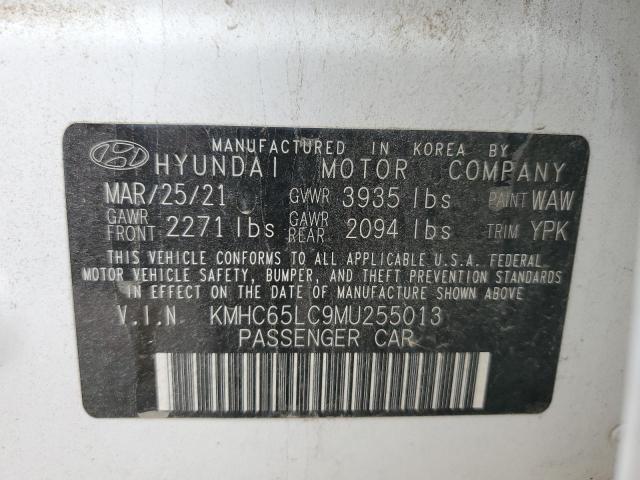 MANUFACTURED IN KOREA BY
HYUNDAI MOTOR COMPANY
MAR/25/21 GVWR 3935 lbs PAINT WAW
GAWR FRONT 2271 lbs GAWR REAR 2094 lbs TRIM YPK
THIS VEHICLE CONFORMS TO ALL APPLICABLE U.S.A. FEDERAL
MOTOR VEHICLE SAFETY, BUMPER, AND THEFT PREVENTION STANDARDS
IN EFFECT ON THE DATE OF MANUFACTURE SHOWN ABOVE.
V.I.N KMHC65LC9MU255013
PASSENGER CAR